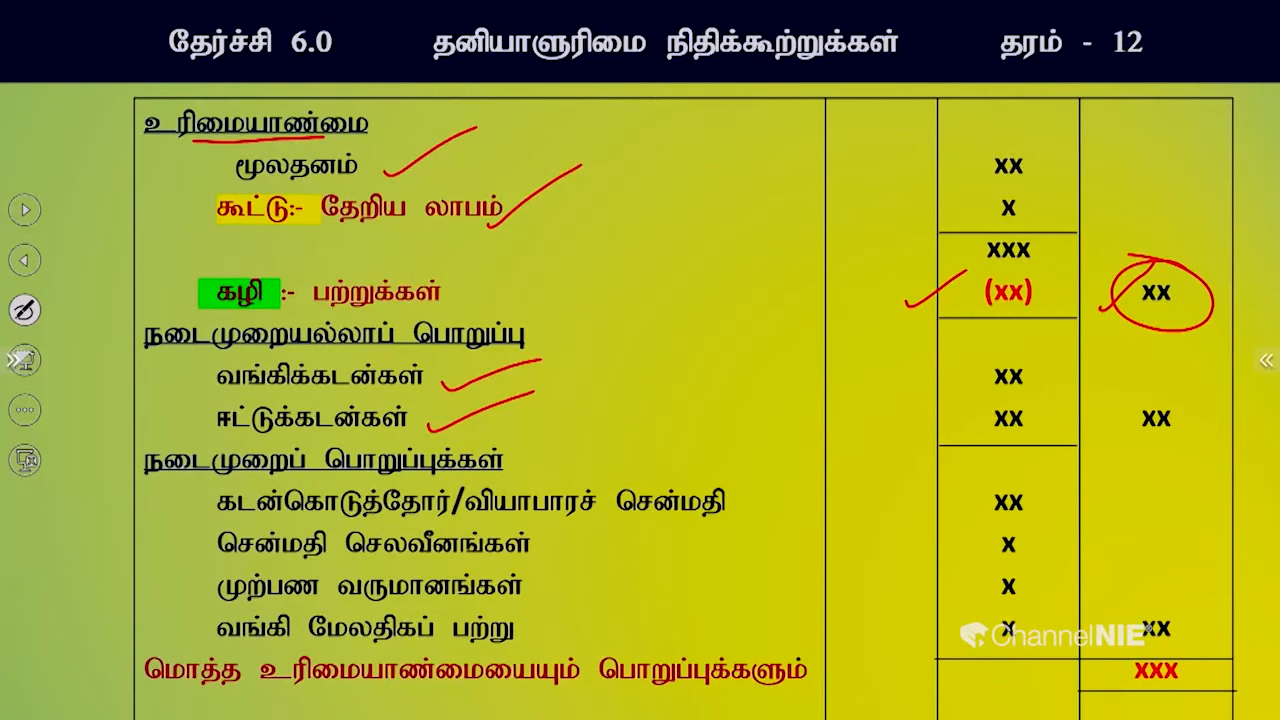 தேர்ச்சி 6.0 தனியாளுரிமை நிதிக்கூற்றுக்கள் தரம் - 12
உரிமையாண்மை
மூலதனம் xx
கூட்டு:- தேறிய லாபம் x
xxx
கழி :- பற்றுக்கள் (xx) xx
நடைமுறையல்லாப் பொறுப்பு
வங்கிக்கடன்கள் xx
ஈட்டுக்கடன்கள் xx xx
நடைமுறைப் பொறுப்புக்கள்
கடன்கொடுத்தோர்/வியாபாரச் சென்மதி xx
சென்மதி செலவீனங்கள் x
முற்பண வருமானங்கள் x
வங்கி மேலதிகப் பற்று x xx
ChannelNIE
மொத்த உரிமையாண்மையையும் பொறுப்புக்களும் xxx